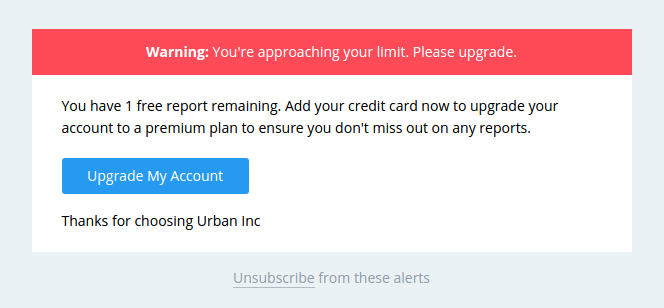 Warning: You're approaching your limit. Please upgrade.
You have 1 free report remaining. Add your credit card now to upgrade your
account to a premium plan to ensure you don't miss out on any reports.
Upgrade My Account
Thanks for choosing Urban Inc
Unsubscribe from these alerts